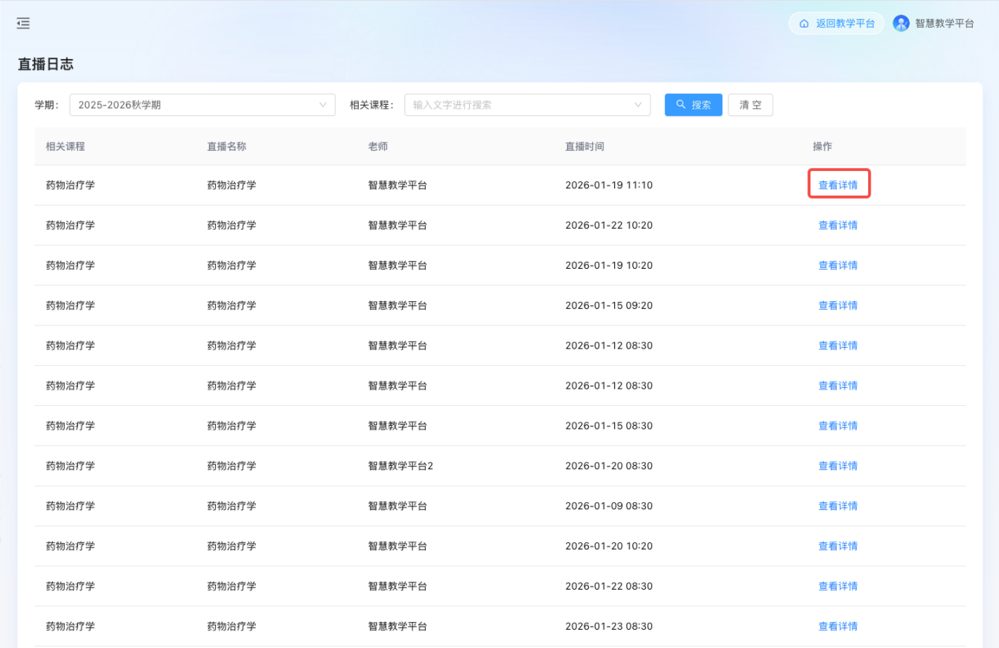 返回教学平台 智慧教学平台
直播日志
学期： 2025-2026秋学期 相关课程： 输入文字进行搜索 搜索 清 空
相关课程 直播名称 老师 直播时间 操作
药物治疗学 药物治疗学 智慧教学平台 2026-01-19 11:10 查看详情
药物治疗学 药物治疗学 智慧教学平台 2026-01-22 10:20 查看详情
药物治疗学 药物治疗学 智慧教学平台 2026-01-19 10:20 查看详情
药物治疗学 药物治疗学 智慧教学平台 2026-01-15 09:20 查看详情
药物治疗学 药物治疗学 智慧教学平台 2026-01-12 08:30 查看详情
药物治疗学 药物治疗学 智慧教学平台 2026-01-12 08:30 查看详情
药物治疗学 药物治疗学 智慧教学平台 2026-01-15 08:30 查看详情
药物治疗学 药物治疗学 智慧教学平台2 2026-01-20 08:30 查看详情
药物治疗学 药物治疗学 智慧教学平台 2026-01-09 08:30 查看详情
药物治疗学 药物治疗学 智慧教学平台 2026-01-20 10:20 查看详情
药物治疗学 药物治疗学 智慧教学平台 2026-01-22 08:30 查看详情
药物治疗学 药物治疗学 智慧教学平台 2026-01-23 08:30 查看详情